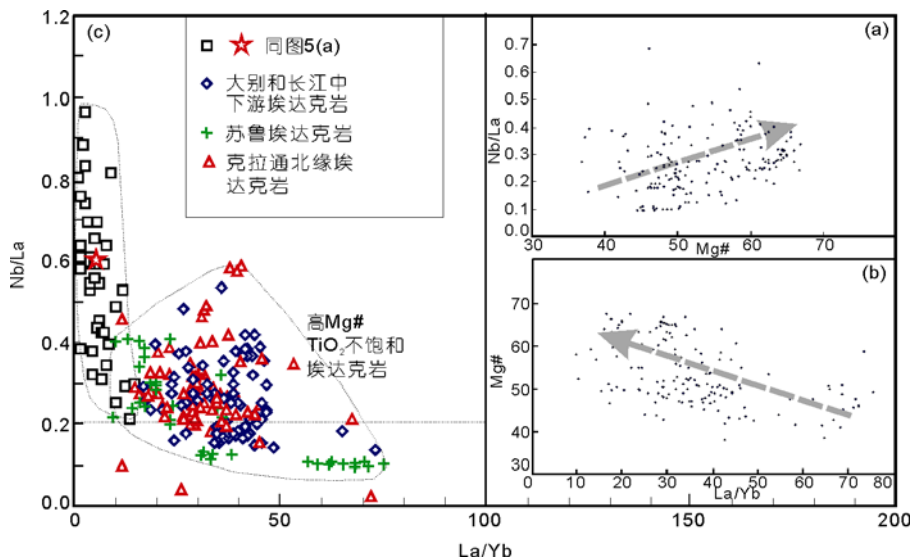 (c)
同图5(a)
大别和长江中
下游埃达克岩
苏鲁埃达克岩
克拉通北缘埃
达克岩
高Mg#
TiO2不饱和
埃达克岩
Nb/La
1.2
1.0
0.8
0.6
0.4
0.2
0.0
0
50
100
150
200
La/Yb
(a)
Nb/La
0.7
0.6
0.5
0.4
0.3
0.2
0.1
0.0
30
40
50
60
70
Mg#
(b)
Mg#
70
60
50
40
30
0
10
20
30
40
50
60
70
80
La/Yb